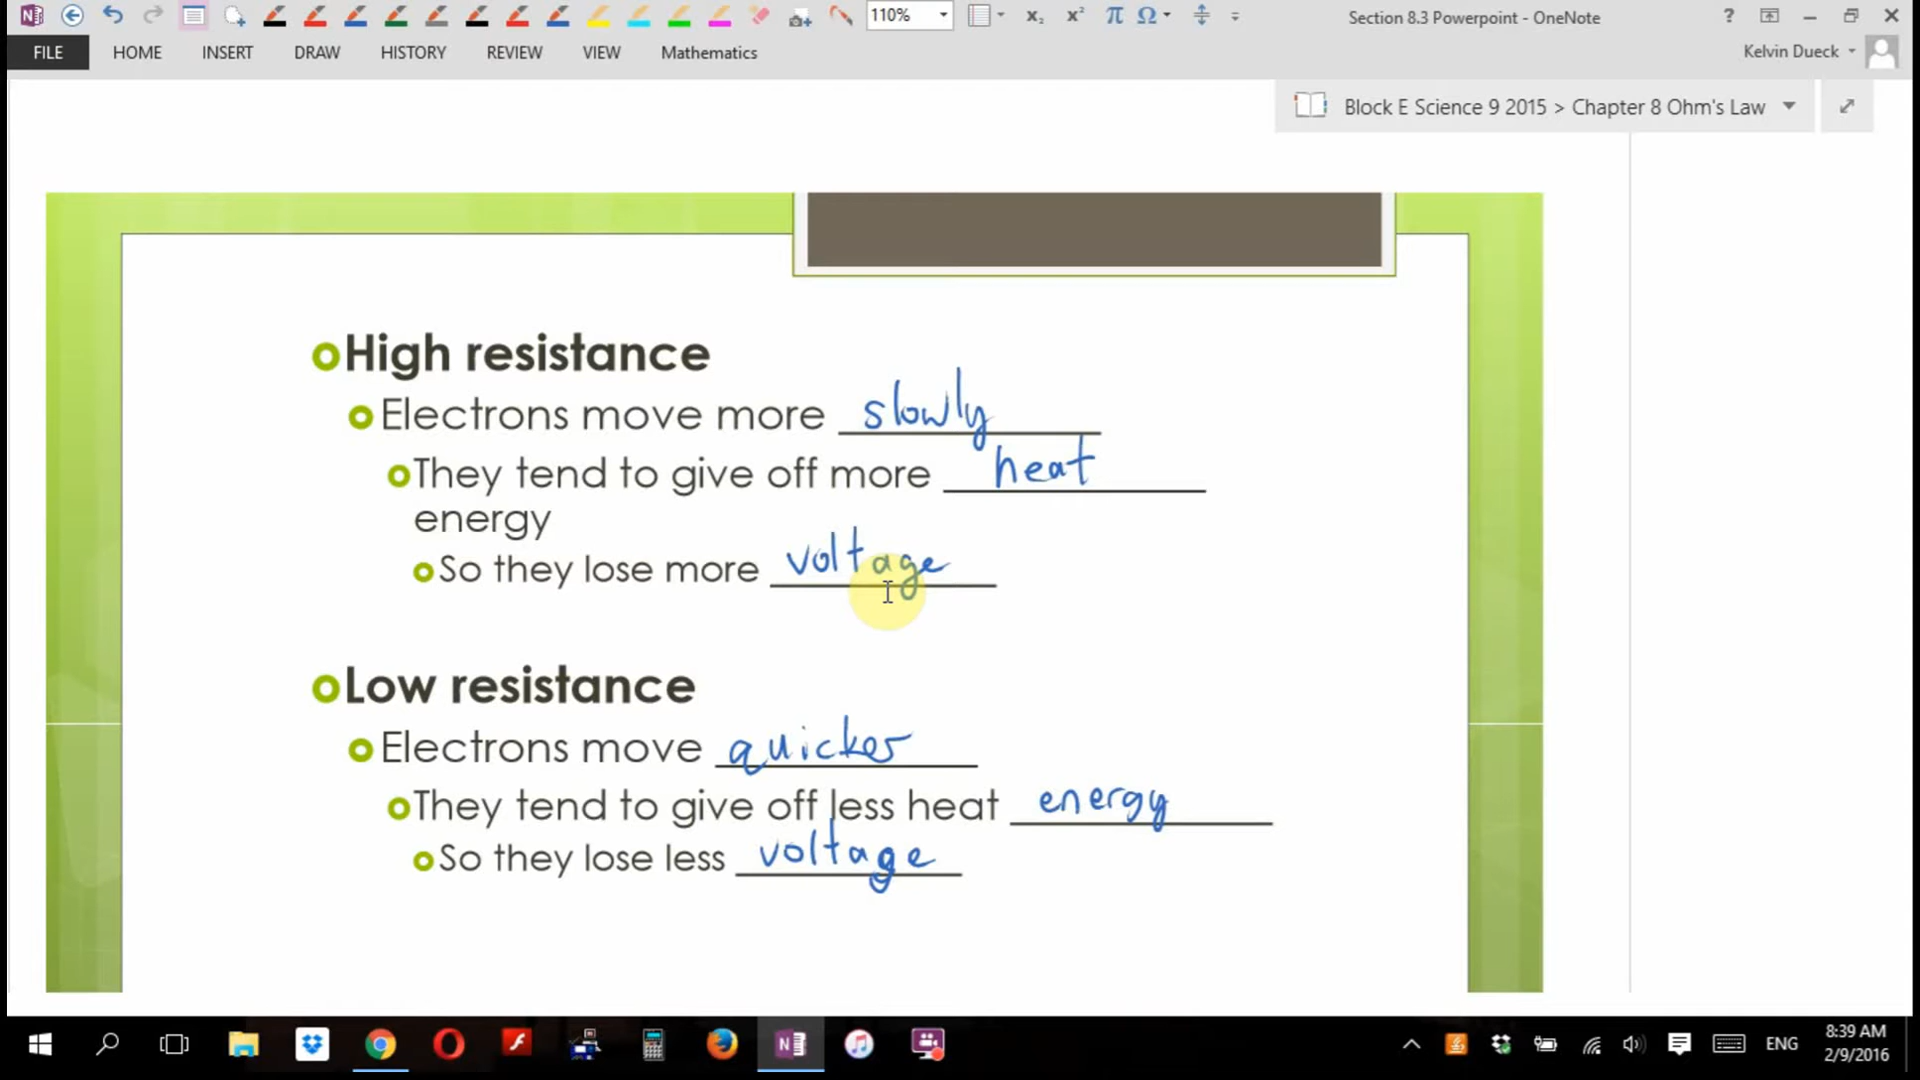 110%
x₂ x² π Ω
Section 8.3 Powerpoint - OneNote
?
FILE HOME INSERT DRAW HISTORY REVIEW VIEW Mathematics
Kelvin Dueck
Block E Science 9 2015 > Chapter 8 Ohm's Law
High resistance
Electrons move more slowly
They tend to give off more heat
energy
So they lose more voltage
Low resistance
Electrons move quicker
They tend to give off less heat energy
So they lose less voltage
ENG
8:39 AM
2/9/2016